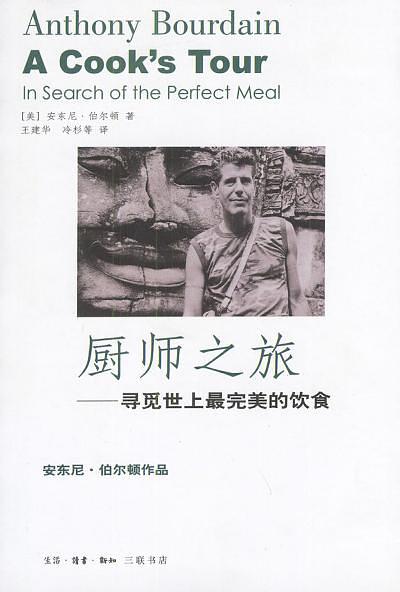 Anthony Bourdain
A Cook's Tour
In Search of the Perfect Meal
[美] 安东尼·伯尔顿 著
王建华 冷杉等 译
厨师之旅
——寻觅世上最完美的饮食
安东尼·伯尔顿作品
生活·讀書·新知 三联书店